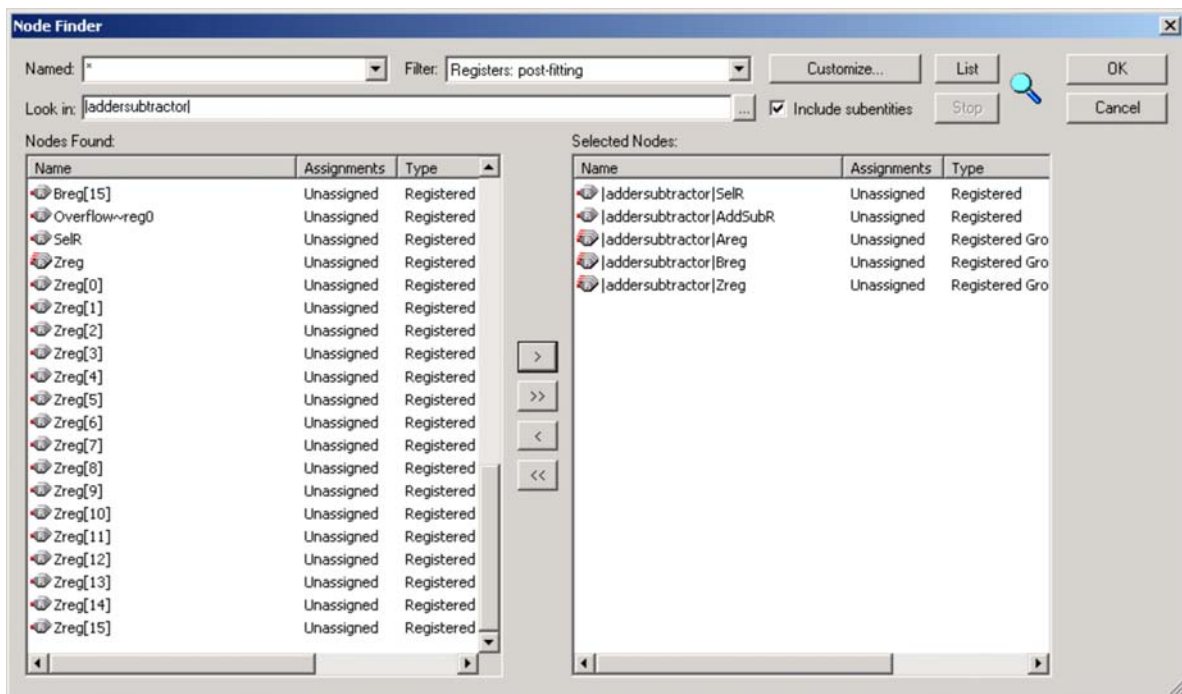 Node Finder
Named: * Filter: Registers: post-fitting Customize... List OK
Look in: |addersubtractor| ... Include subentities Stop Cancel
Nodes Found: Selected Nodes:
Name Assignments Type Name Assignments Type
Breg[15] Unassigned Registered |addersubtractor|SelR Unassigned Registered
Overflow~reg0 Unassigned Registered |addersubtractor|AddSubR Unassigned Registered
SelR Unassigned Registered |addersubtractor|Areg Unassigned Registered Gro
Zreg Unassigned Registered |addersubtractor|Breg Unassigned Registered Gro
Zreg[0] Unassigned Registered |addersubtractor|Zreg Unassigned Registered Gro
Zreg[1] Unassigned Registered
Zreg[2] Unassigned Registered
Zreg[3] Unassigned Registered
Zreg[4] Unassigned Registered >
Zreg[5] Unassigned Registered >>
Zreg[6] Unassigned Registered
Zreg[7] Unassigned Registered <
Zreg[8] Unassigned Registered <<
Zreg[9] Unassigned Registered
Zreg[10] Unassigned Registered
Zreg[11] Unassigned Registered
Zreg[12] Unassigned Registered
Zreg[13] Unassigned Registered
Zreg[14] Unassigned Registered
Zreg[15] Unassigned Registered